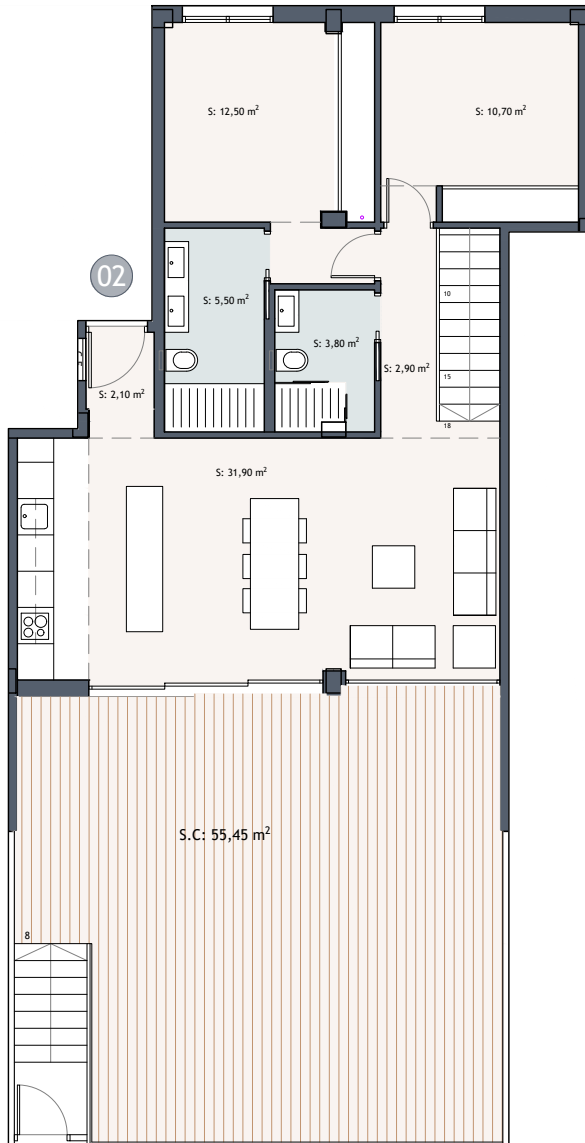 S: 12,50 m²
S: 10,70 m²
02
S: 5,50 m²
10
S: 3,80 m²
S: 2,90 m²
15
S: 2,10 m²
18
S: 31,90 m²
S.C: 55,45 m²
8